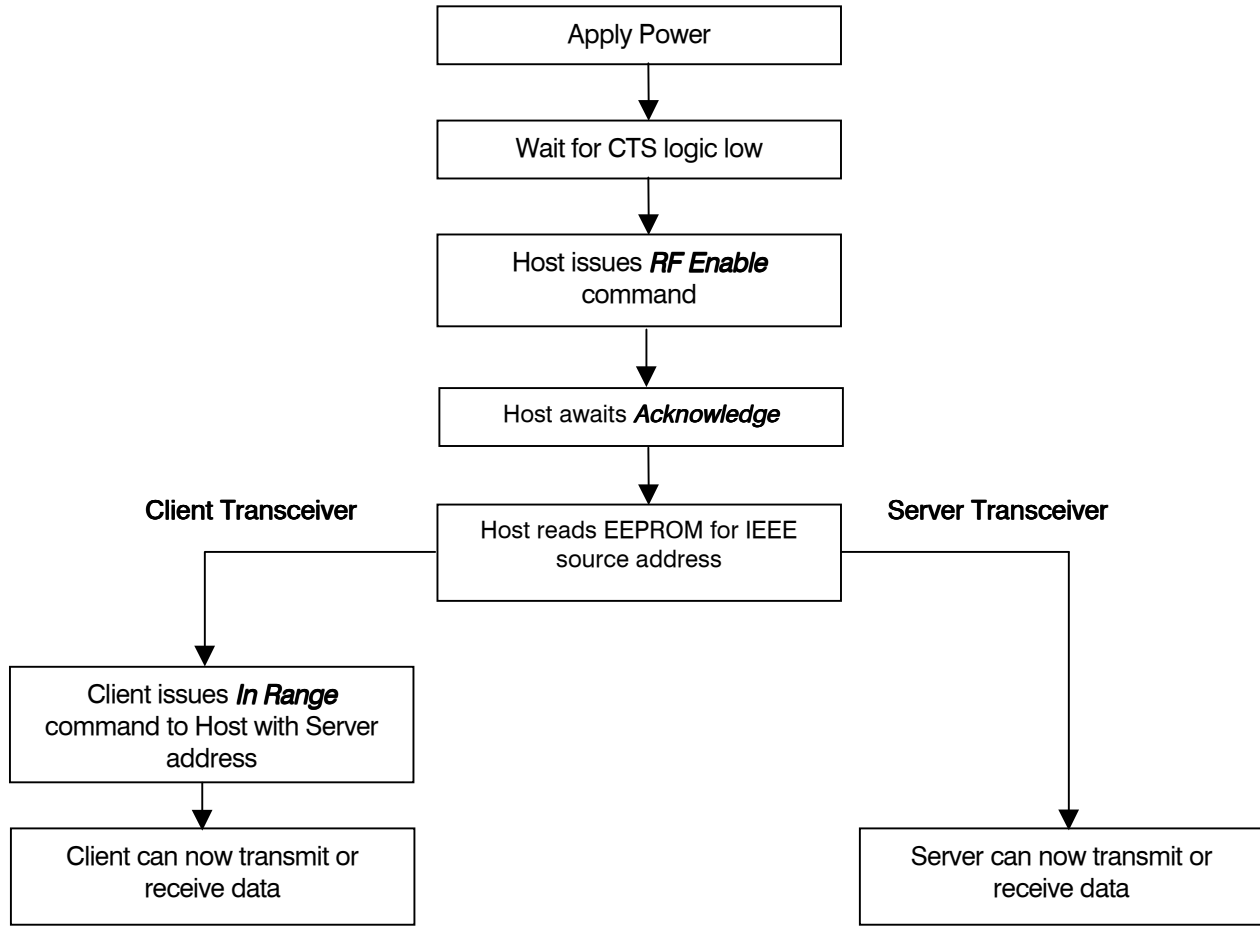 Apply Power
Wait for CTS logic low
Host issues RF Enable
command
Host awaits Acknowledge
Client Transceiver
Host reads EEPROM for IEEE
source address
Server Transceiver
Client issues In Range
command to Host with Server
address
Client can now transmit or
receive data
Server can now transmit or
receive data